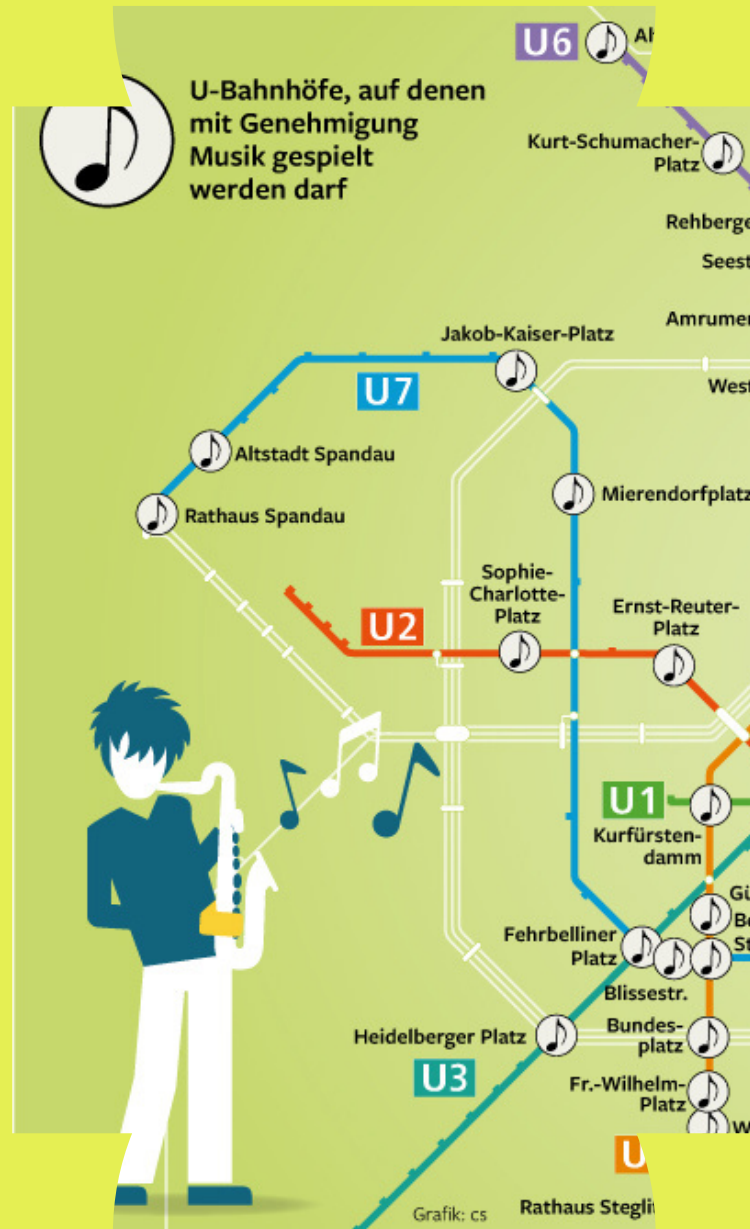 U6
U-Bahnhöfe, auf denen
mit Genehmigung
Musik gespielt
werden darf
Kurt-Schumacher-
Platz
Jakob-Kaiser-Platz
U7
Altstadt Spandau
Mierendorfplatz
Rathaus Spandau
Sophie-
Charlotte-
Platz
Ernst-Reuter-
Platz
U2
U1
Kurfürsten-
damm
Fehrbelliner
Platz
Blissestr.
Heidelberger Platz
Bundes-
platz
U3
Fr.-Wilhelm-
Platz
Grafik: cs
Rathaus